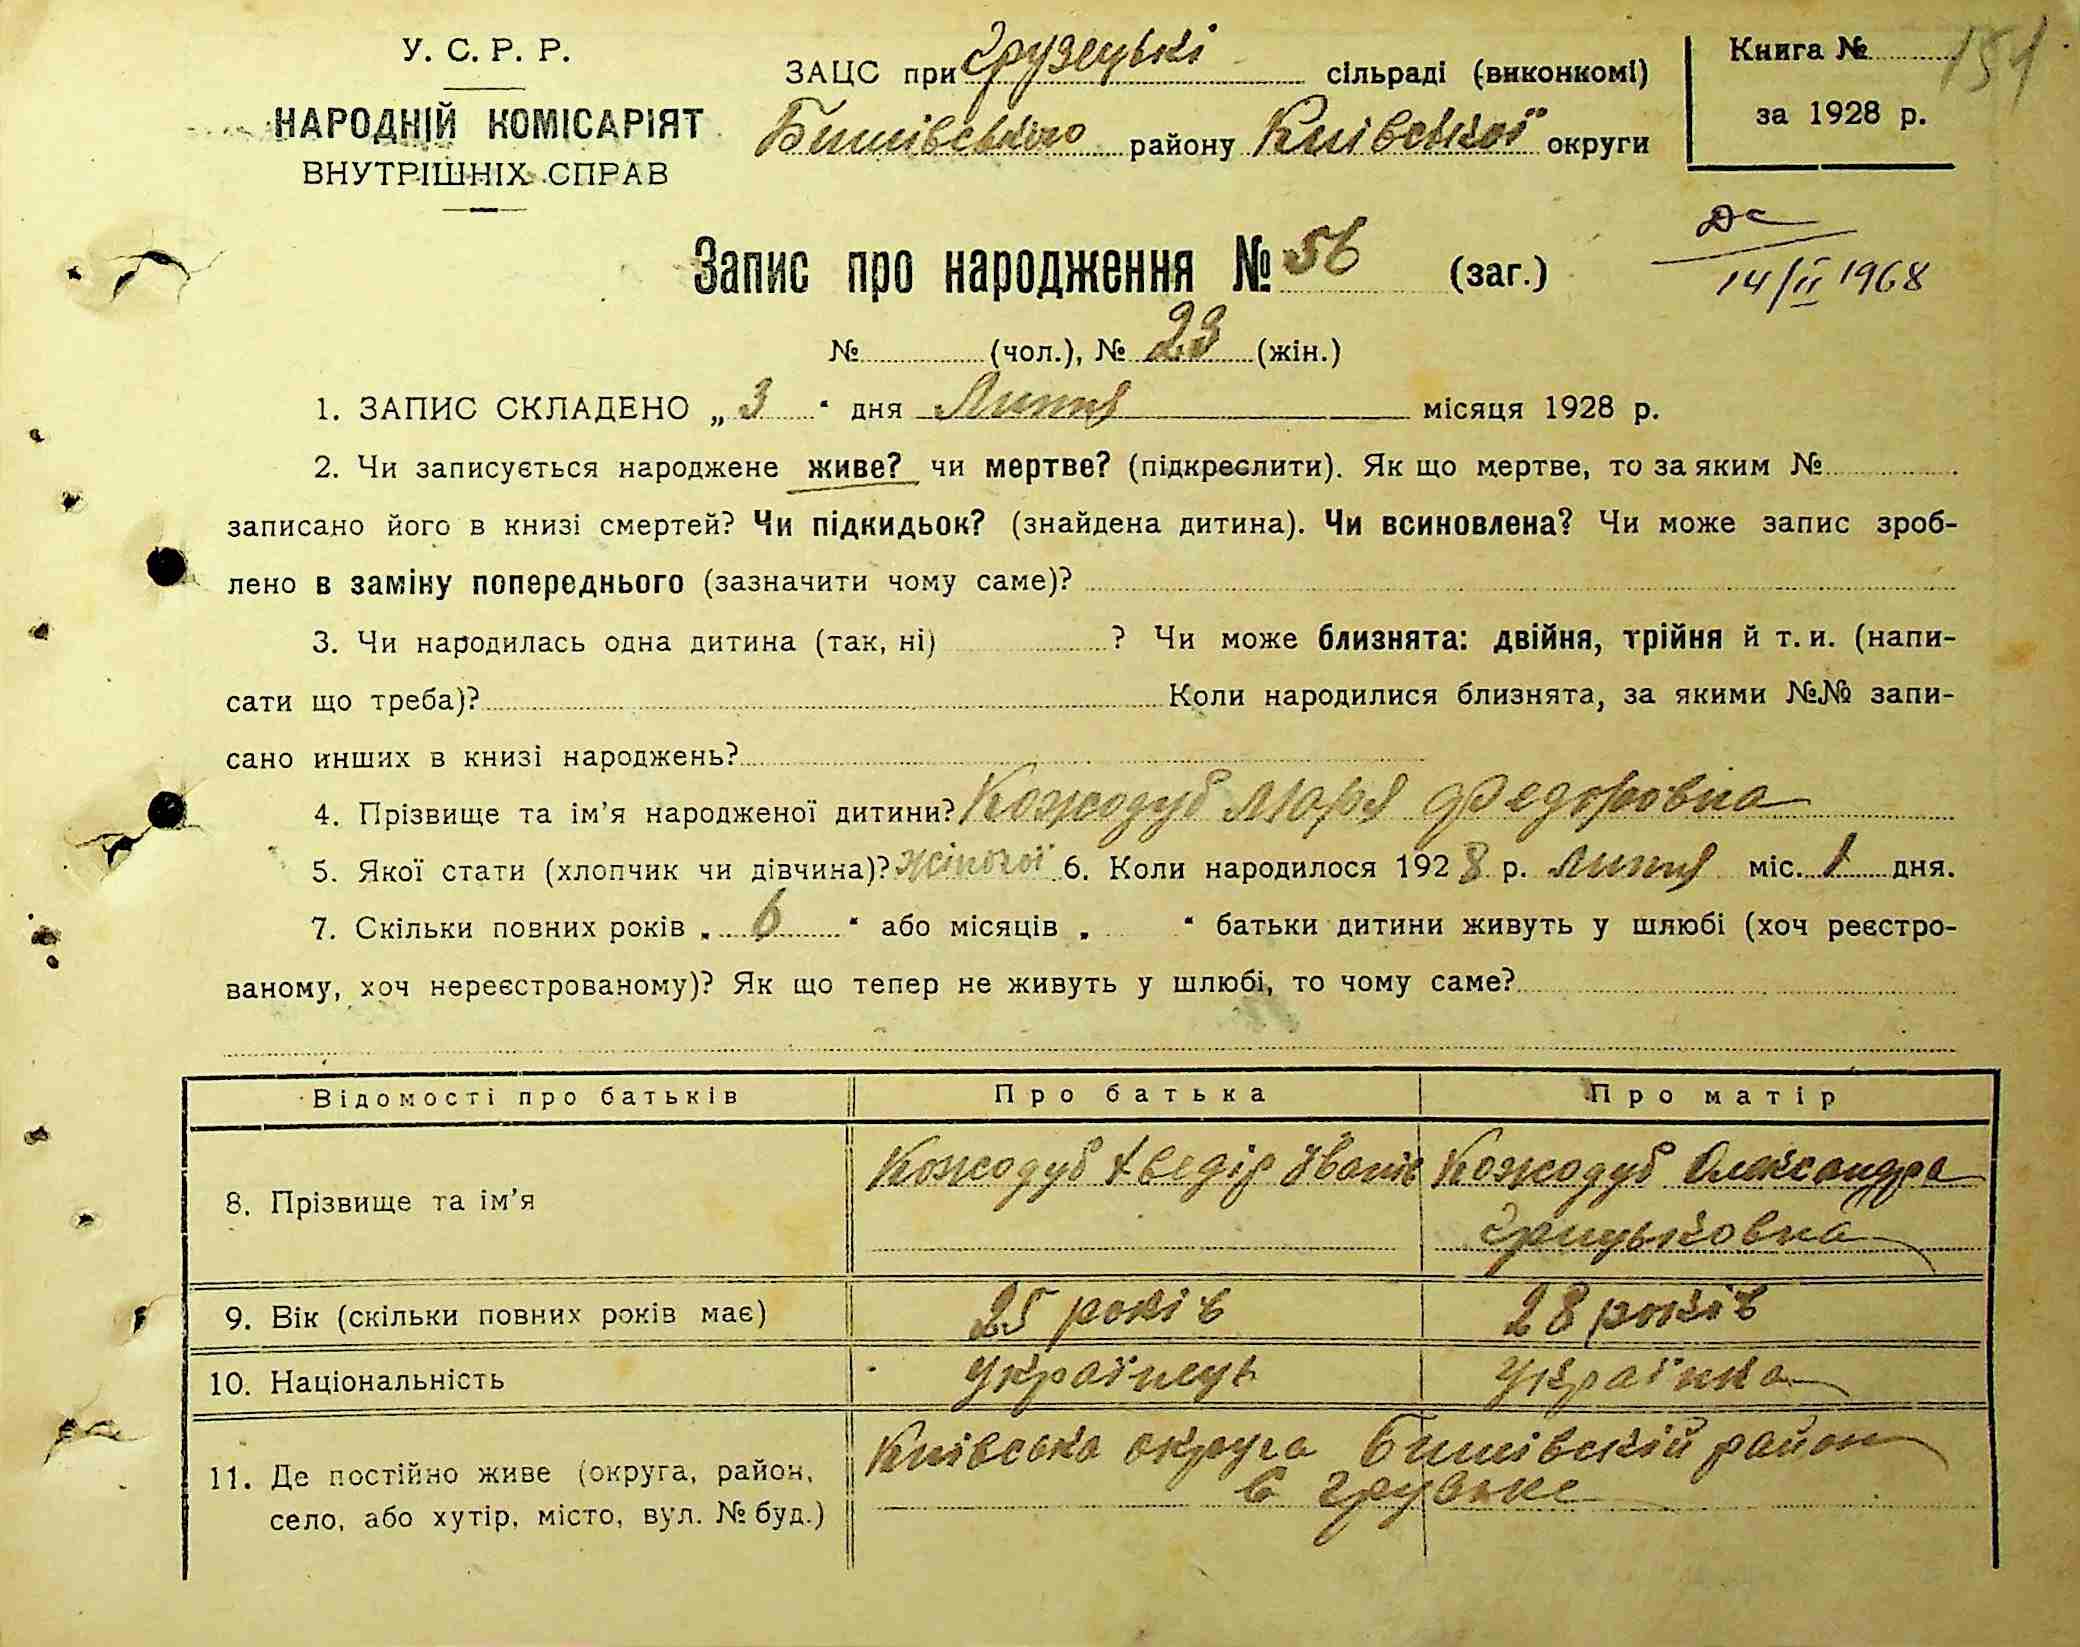 У. С. Р. Р.
НАРОДНІЙ КОМІСАРІЯТ
ВНУТРІШНІХ СПРАВ
ЗАЦС при Грузецькі сільраді (виконкомі)
Бишівського району Київської округи
Книга №
154
за 1928 р.
14/II 1968
Запис про народження № 56 (заг.)
№ (чол.), № 23 (жін.)
1. ЗАПИС СКЛАДЕНО „ 3 “ дня Липня місяця 1928 р.
2. Чи записується народжене живе? чи мертве? (підкреслити). Як що мертве, то за яким №
записано його в книзі смертей? Чи підкидьок? (знайдена дитина). Чи всиновлена? Чи може запис зроб-
лено в заміну попереднього (зазначити чому саме)?
3. Чи народилась одна дитина (так, ні) ? Чи може близнята: двійня, трійня й т. и. (напи-
сати що треба)? Коли народилися близнята, за якими №№ запи-
сано инших в книзі народжень?
4. Прізвище та ім’я народженої дитини? Кожодуб Марія Федоровна
5. Якої стати (хлопчик чи дівчина)? жіночої 6. Коли народилося 1928 р. липня міс. 1 дня.
7. Скільки повних років „ 6 “ або місяців „ “ батьки дитини живуть у шлюбі (хоч реєстро-
ваному, хоч нереєстрованому)? Як що тепер не живуть у шлюбі, то чому саме?
Відомості про батьків Про батька Про матір
8. Прізвище та ім’я Кожодуб Хведір Іванів Кожодуб Олександра
Грицьковна
9. Вік (скільки повних років має) 25 років 28 років
10. Національність Українець Українка
11. Де постійно живе (округа, район, Київська округа Бишівский район
село, або хутір, місто, вул. № буд.) с Грузьке